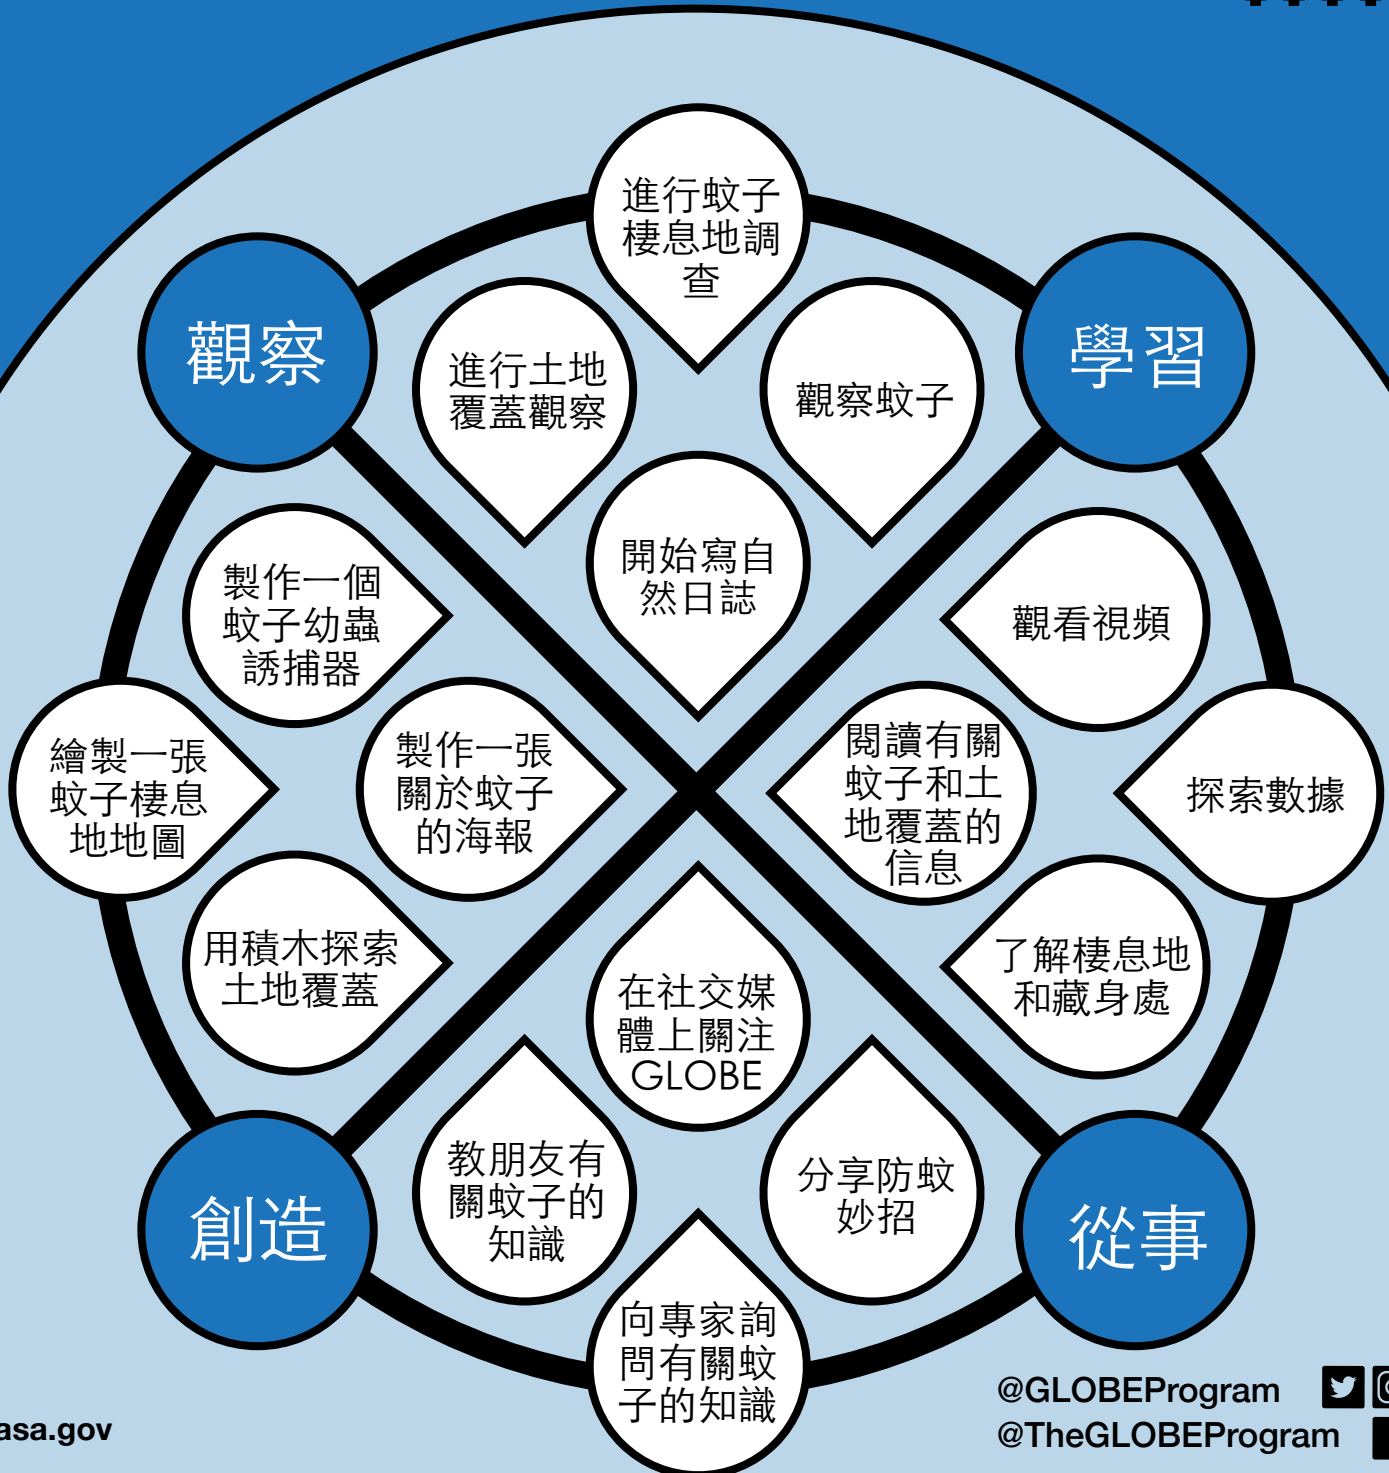 進行蚊子
棲息地調
查
觀察
學習
進行土地
覆蓋觀察
觀察蚊子
開始寫自
然日誌
製作一個
蚊子幼蟲
誘捕器
觀看視頻
繪製一張
蚊子棲息
地地圖
製作一張
關於蚊子
的海報
閱讀有關
蚊子和土
地覆蓋的
信息
探索數據
用積木探索
土地覆蓋
了解棲息地
和藏身處
在社交媒
體上關注
GLOBE
教朋友有
關蚊子的
知識
分享防蚊
妙招
創造
從事
向專家詢
問有關蚊
子的知識
@GLOBEProgram
@TheGLOBEProgram
asa.gov